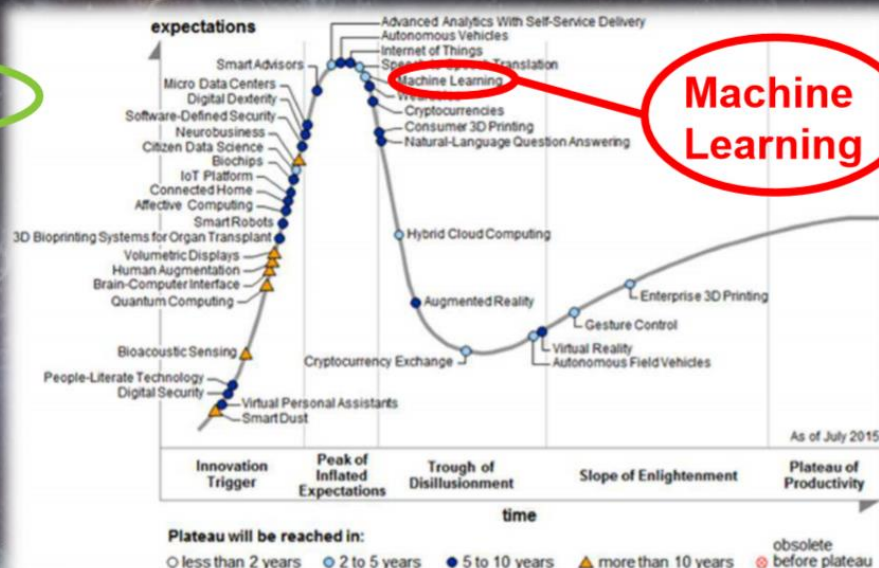 expectations
Advanced Analytics With Self-Service Delivery
Autonomous Vehicles
Internet of Things
Smart Advisors
Speech-to-Speech Translation
Micro Data Centers
Machine Learning
Digital Dexterity
Software-Defined Security
Cryptocurrencies
Neurobusiness
Consumer 3D Printing
Citizen Data Science
Natural-Language Question Answering
Biochips
IoT Platform
Connected Home
Affective Computing
Smart Robots
3D Bioprinting Systems for Organ Transplant
Hybrid Cloud Computing
Volumetric Displays
Human Augmentation
Brain-Computer Interface
Quantum Computing
Enterprise 3D Printing
Augmented Reality
Gesture Control
Bioacoustic Sensing
Cryptocurrency Exchange
Virtual Reality
Autonomous Field Vehicles
People-Literate Technology
Digital Security
Virtual Personal Assistants
Smart Dust
As of July 2015
Innovation
Trigger
Peak of
Inflated
Expectations
Trough of
Disillusionment
Slope of Enlightenment
Plateau of
Productivity
time
Plateau will be reached in:
less than 2 years
2 to 5 years
5 to 10 years
more than 10 years
obsolete
before plateau
Machine
Learning